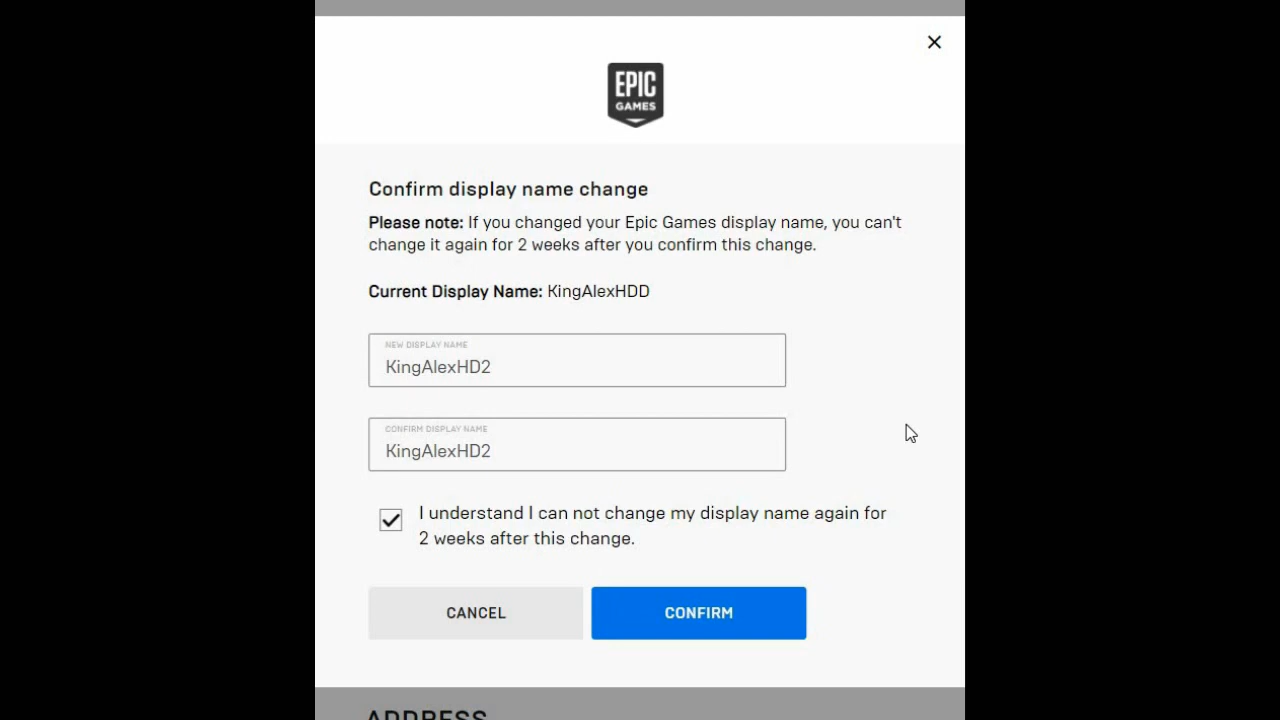 EPIC
GAMES
Confirm display name change
Please note: If you changed your Epic Games display name, you can't
change it again for 2 weeks after you confirm this change.
Current Display Name: KingAlexHDD
NEW DISPLAY NAME
KingAlexHD2
CONFIRM DISPLAY NAME
KingAlexHD2
I understand I can not change my display name again for
2 weeks after this change.
CANCEL
CONFIRM
ADDRESS